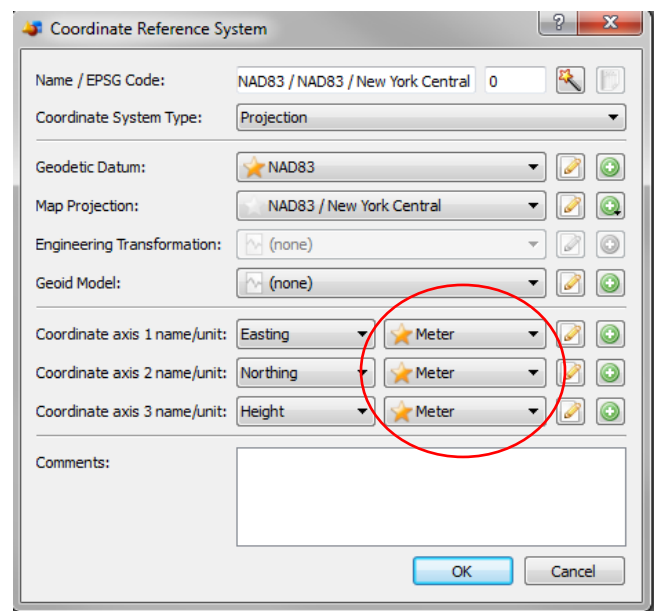 Coordinate Reference System
Name / EPSG Code: NAD83 / NAD83 / New York Central 0
Coordinate System Type: Projection
Geodetic Datum: NAD83
Map Projection: NAD83 / New York Central
Engineering Transformation: (none)
Geoid Model: (none)
Coordinate axis 1 name/unit: Easting Meter
Coordinate axis 2 name/unit: Northing Meter
Coordinate axis 3 name/unit: Height Meter
Comments:
OK Cancel